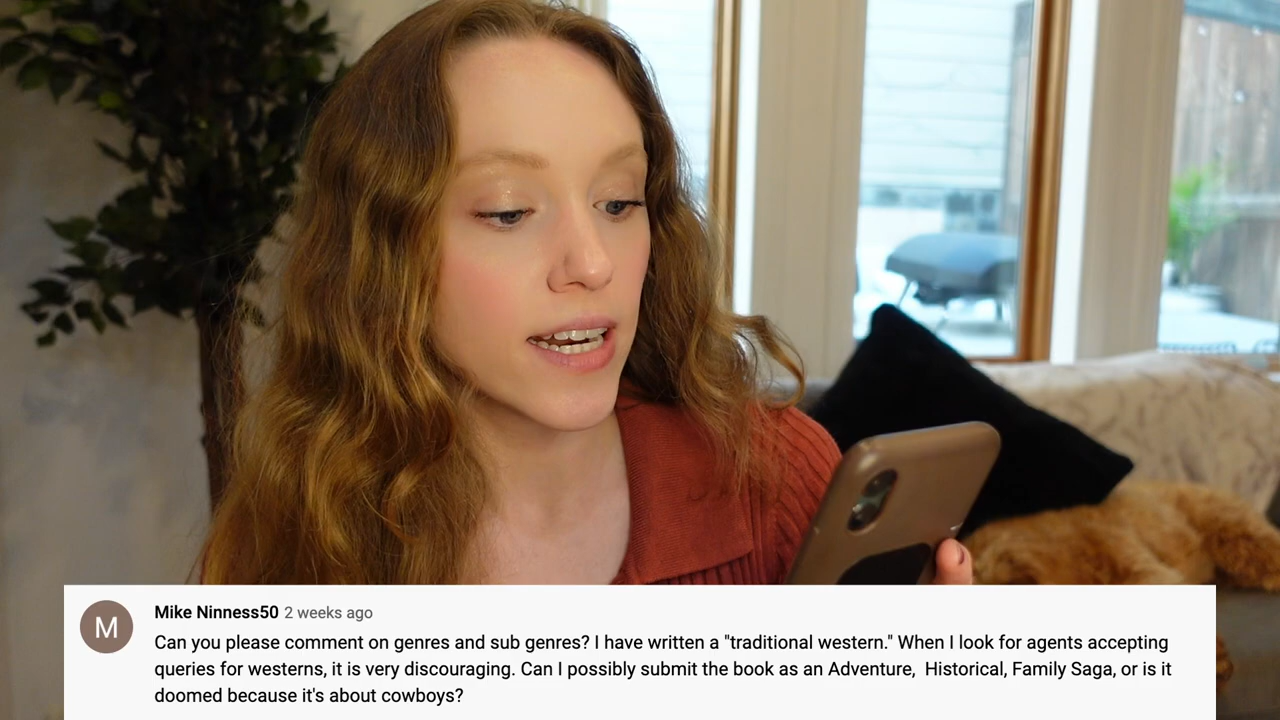 M
Mike Ninness50 2 weeks ago
Can you please comment on genres and sub genres? I have written a "traditional western." When I look for agents accepting
queries for westerns, it is very discouraging. Can I possibly submit the book as an Adventure,  Historical, Family Saga, or is it
doomed because it's about cowboys?